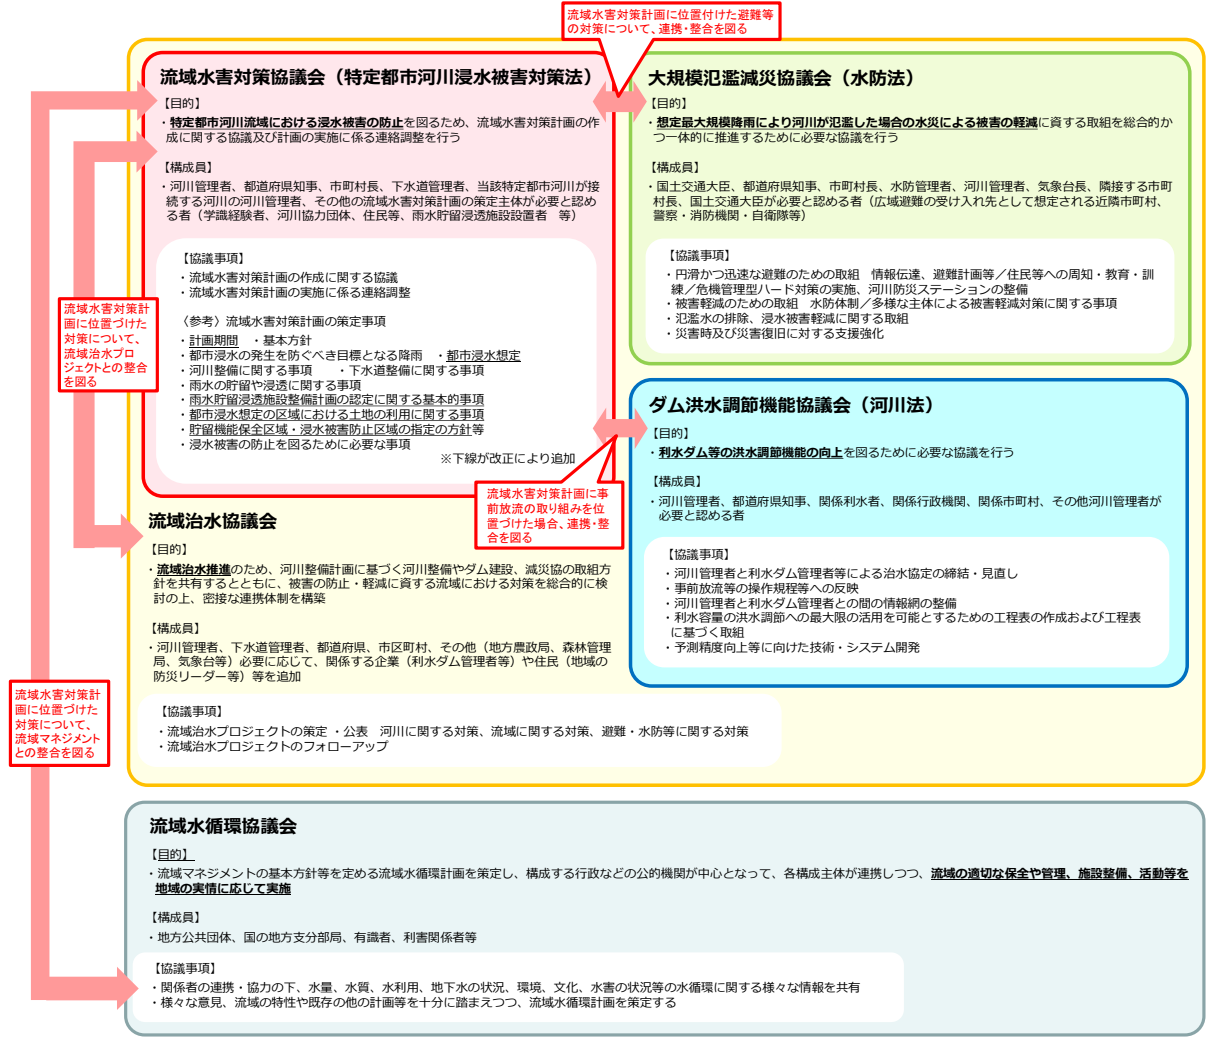 流域水害対策計画に位置付けた避難等
の対策について、連携・整合を図る
流域水害対策協議会（特定都市河川浸水被害対策法）
【目的】
・特定都市河川流域における浸水被害の防止を図るため、流域水害対策計画の作
成に関する協議及び計画の実施に係る連絡調整を行う
【構成員】
・河川管理者、都道府県知事、市町村長、下水道管理者、当該特定都市河川が接
続する河川の河川管理者、その他の流域水害対策計画の策定主体が必要と認め
る者（学識経験者、河川協力団体、住民等、雨水貯留浸透施設設置者　等）
【協議事項】
・流域水害対策計画の作成に関する協議
・流域水害対策計画の実施に係る連絡調整
〈参考〉流域水害対策計画の策定事項
・計画期間　・基本方針
・都市浸水の発生を防ぐべき目標となる降雨　・都市浸水想定
・河川整備に関する事項　　・下水道整備に関する事項
・雨水の貯留や浸透に関する事項
・雨水貯留浸透施設整備計画の認定に関する基本的事項
・都市浸水想定の区域における土地の利用に関する事項
・貯留機能保全区域・浸水被害防止区域の指定の方針等
・浸水被害の防止を図るために必要な事項
※下線が改正により追加
大規模氾濫減災協議会（水防法）
【目的】
・想定最大規模降雨により河川が氾濫した場合の水災による被害の軽減に資する取組を総合的か
つ一体的に推進するために必要な協議を行う
【構成員】
・国土交通大臣、都道府県知事、市町村長、水防管理者、河川管理者、気象台長、隣接する市町
村長、国土交通大臣が必要と認める者（広域避難の受け入れ先として想定される近隣市町村、
警察・消防機関・自衛隊等）
【協議事項】
・円滑かつ迅速な避難のための取組　情報伝達、避難計画等／住民等への周知・教育・訓
練／危機管理型ハード対策の実施、河川防災ステーションの整備
・被害軽減のための取組　水防体制／多様な主体による被害軽減対策に関する事項
・氾濫水の排除、浸水被害軽減に関する取組
・災害時及び災害復旧に対する支援強化
流域水害対策計
画に位置づけた
対策について、
流域治水プロ
ジェクトとの整合
を図る
ダム洪水調節機能協議会（河川法）
【目的】
・利水ダム等の洪水調節機能の向上を図るために必要な協議を行う
【構成員】
・河川管理者、都道府県知事、関係利水者、関係行政機関、関係市町村、その他河川管理者が
必要と認める者
【協議事項】
・河川管理者と利水ダム管理者等による治水協定の締結・見直し
・事前放流等の操作規程等への反映
・河川管理者と利水ダム管理者との間の情報網の整備
・利水容量の洪水調節への最大限の活用を可能とするための工程表の作成および工程表
に基づく取組
・予測精度向上等に向けた技術・システム開発
流域水害対策計画に事
前放流の取り組みを位
置づけた場合、連携・整
合を図る
流域治水協議会
【目的】
・流域治水推進のため、河川整備計画に基づく河川整備やダム建設、減災協の取組方
針を共有するとともに、被害の防止・軽減に資する流域における対策を総合的に検
討の上、密接な連携体制を構築
【構成員】
・河川管理者、下水道管理者、都道府県、市区町村、その他（地方農政局、森林管理
局、気象台等）必要に応じて、関係する企業（利水ダム管理者等）や住民（地域の
防災リーダー等）等を追加
【協議事項】
・流域治水プロジェクトの策定 ・公表　河川に関する対策、流域に関する対策、避難・水防等に関する対策
・流域治水プロジェクトのフォローアップ
流域水害対策計
画に位置づけた
対策について、
流域マネジメント
との整合を図る
流域水循環協議会
【目的】
・流域マネジメントの基本方針等を定める流域水循環計画を策定し、構成する行政などの公的機関が中心となって、各構成主体が連携しつつ、流域の適切な保全や管理、施設整備、活動等を
地域の実情に応じて実施
【構成員】
・地方公共団体、国の地方支分部局、有識者、利害関係者等
【協議事項】
・関係者の連携・協力の下、水量、水質、水利用、地下水の状況、環境、文化、水害の状況等の水循環に関する様々な情報を共有
・様々な意見、流域の特性や既存の他の計画等を十分に踏まえつつ、流域水循環計画を策定する